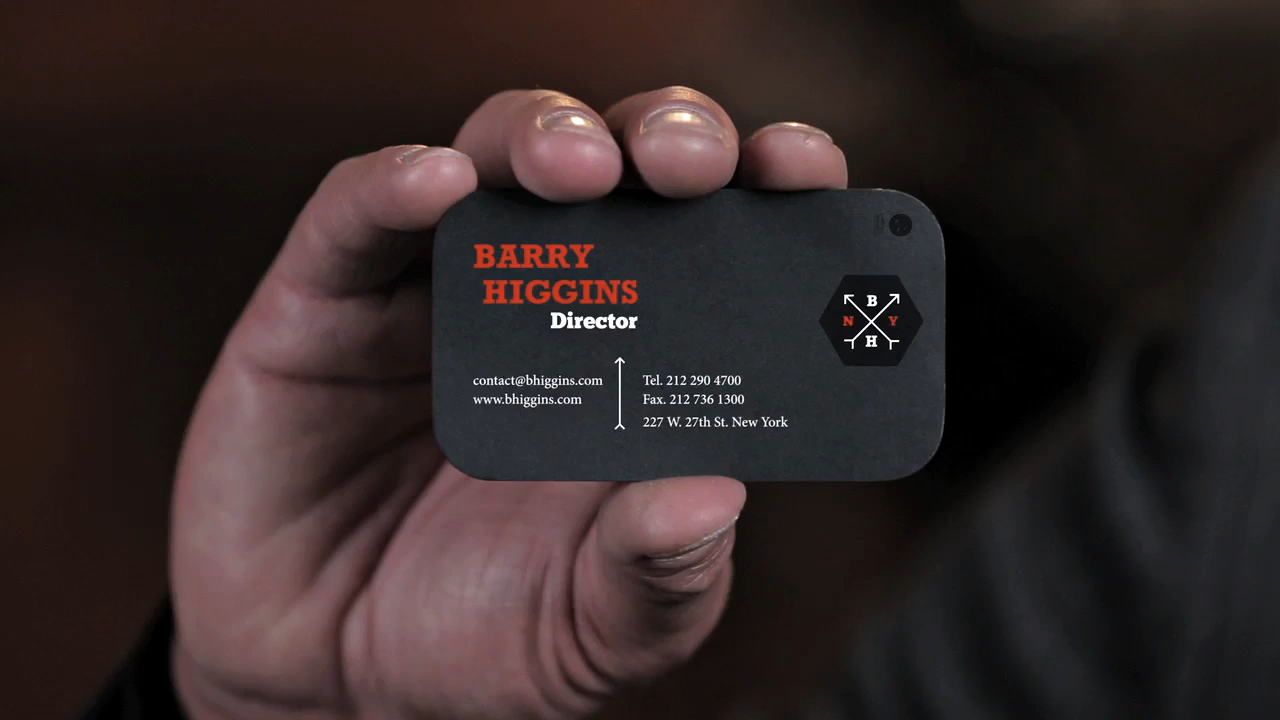 BARRY
HIGGINS
Director
contact@bhiggins.com
www.bhiggins.com
Tel. 212 290 4700
Fax. 212 736 1300
227 W. 27th St. New York
B
N Y
H